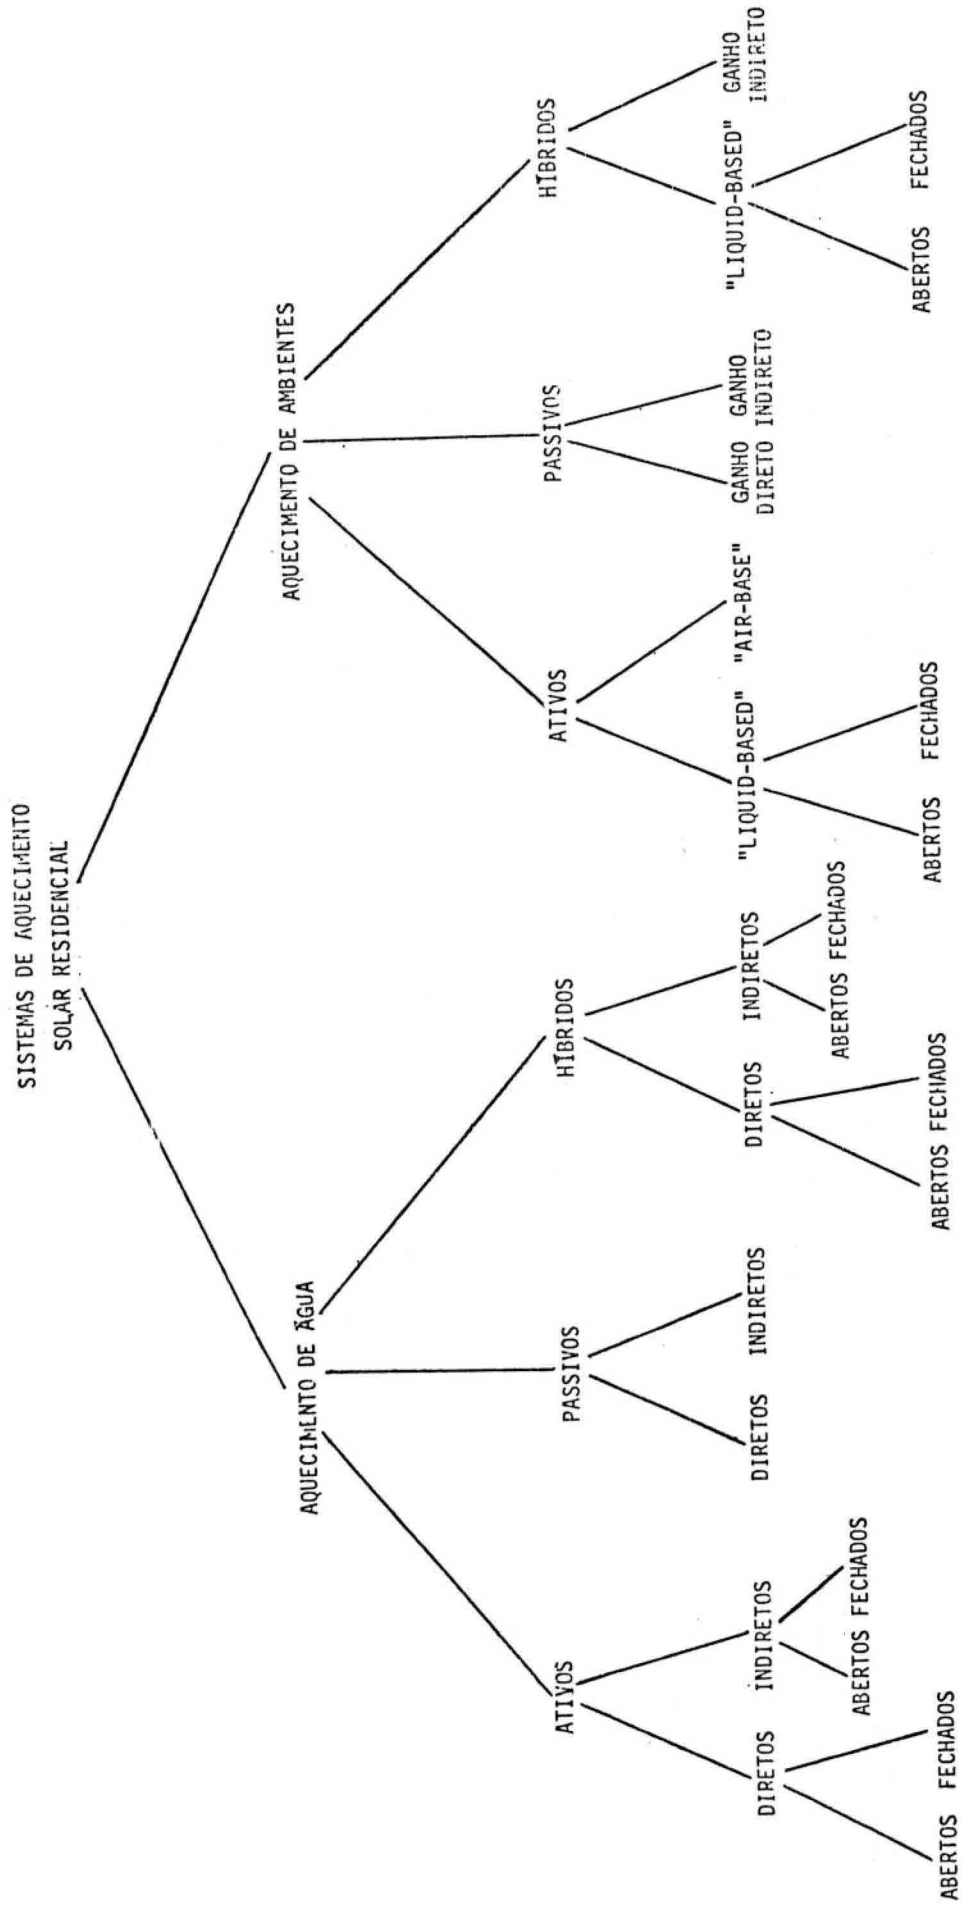 SISTEMAS DE AQUECIMENTO
SOLAR RESIDENCIAL
AQUECIMENTO DE ÁGUA
AQUECIMENTO DE AMBIENTES
ATIVOS
PASSIVOS
HÍBRIDOS
ATIVOS
PASSIVOS
HÍBRIDOS
DIRETOS
INDIRETOS
DIRETOS
INDIRETOS
DIRETOS
INDIRETOS
"LIQUID-BASED"
"AIR-BASE"
GANHO
DIRETO
GANHO
INDIRETO
"LIQUID-BASED"
GANHO
INDIRETO
ABERTOS
FECHADOS
ABERTOS
FECHADOS
ABERTOS
FECHADOS
ABERTOS
FECHADOS
ABERTOS
FECHADOS
ABERTOS
FECHADOS